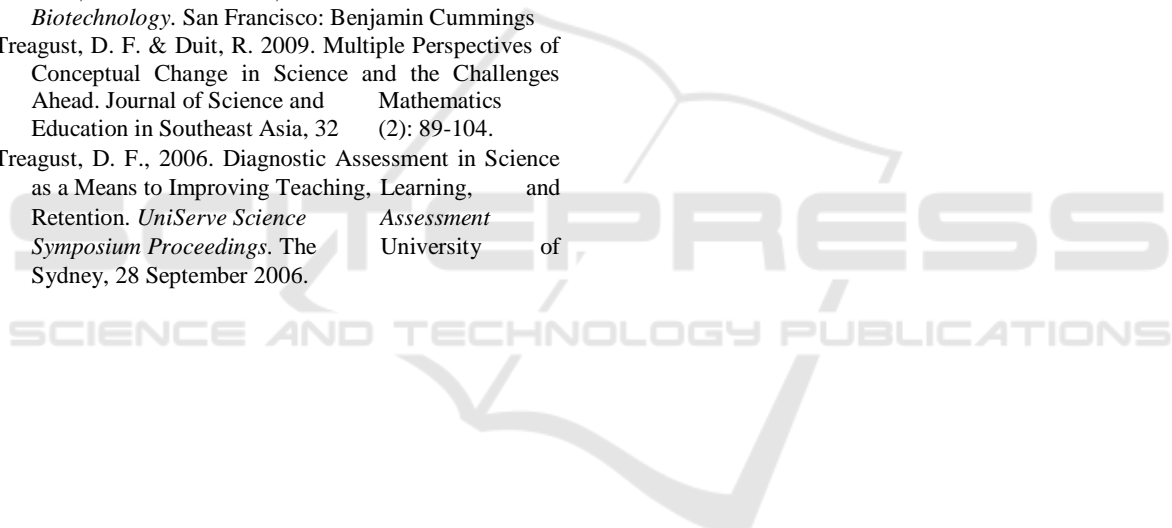 Biotechnology. San Francisco: Benjamin Cummings
Treagust, D. F. & Duit, R. 2009. Multiple Perspectives of
Conceptual Change in Science and the Challenges
Ahead. Journal of Science and Mathematics
Education in Southeast Asia, 32 (2): 89-104.
Treagust, D. F., 2006. Diagnostic Assessment in Science
as a Means to Improving Teaching, Learning, and
Retention. UniServe Science Assessment
Symposium Proceedings. The University of
Sydney, 28 September 2006.
SCITEPRESS
SCIENCE AND TECHNOLOGY PUBLICATIONS